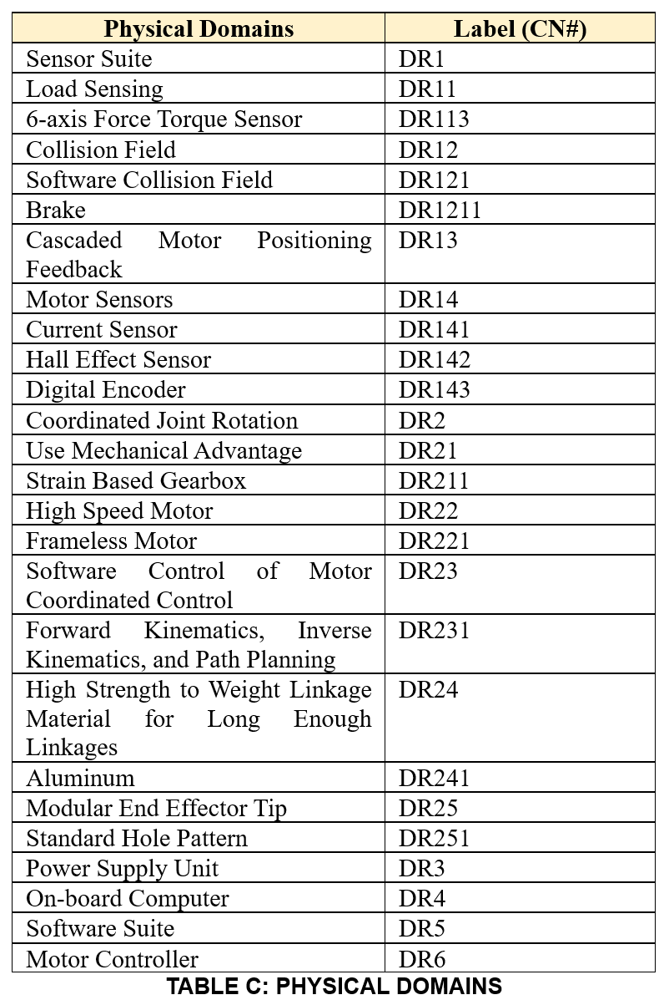 Physical Domains Label (CN#)
Sensor Suite DR1
Load Sensing DR11
6-axis Force Torque Sensor DR113
Collision Field DR12
Software Collision Field DR121
Brake DR1211
Cascaded Motor Positioning DR13
Feedback
Motor Sensors DR14
Current Sensor DR141
Hall Effect Sensor DR142
Digital Encoder DR143
Coordinated Joint Rotation DR2
Use Mechanical Advantage DR21
Strain Based Gearbox DR211
High Speed Motor DR22
Frameless Motor DR221
Software Control of Motor DR23
Coordinated Control
Forward Kinematics, Inverse DR231
Kinematics, and Path Planning
High Strength to Weight Linkage DR24
Material for Long Enough
Linkages
Aluminum DR241
Modular End Effector Tip DR25
Standard Hole Pattern DR251
Power Supply Unit DR3
On-board Computer DR4
Software Suite DR5
Motor Controller DR6
TABLE C: PHYSICAL DOMAINS